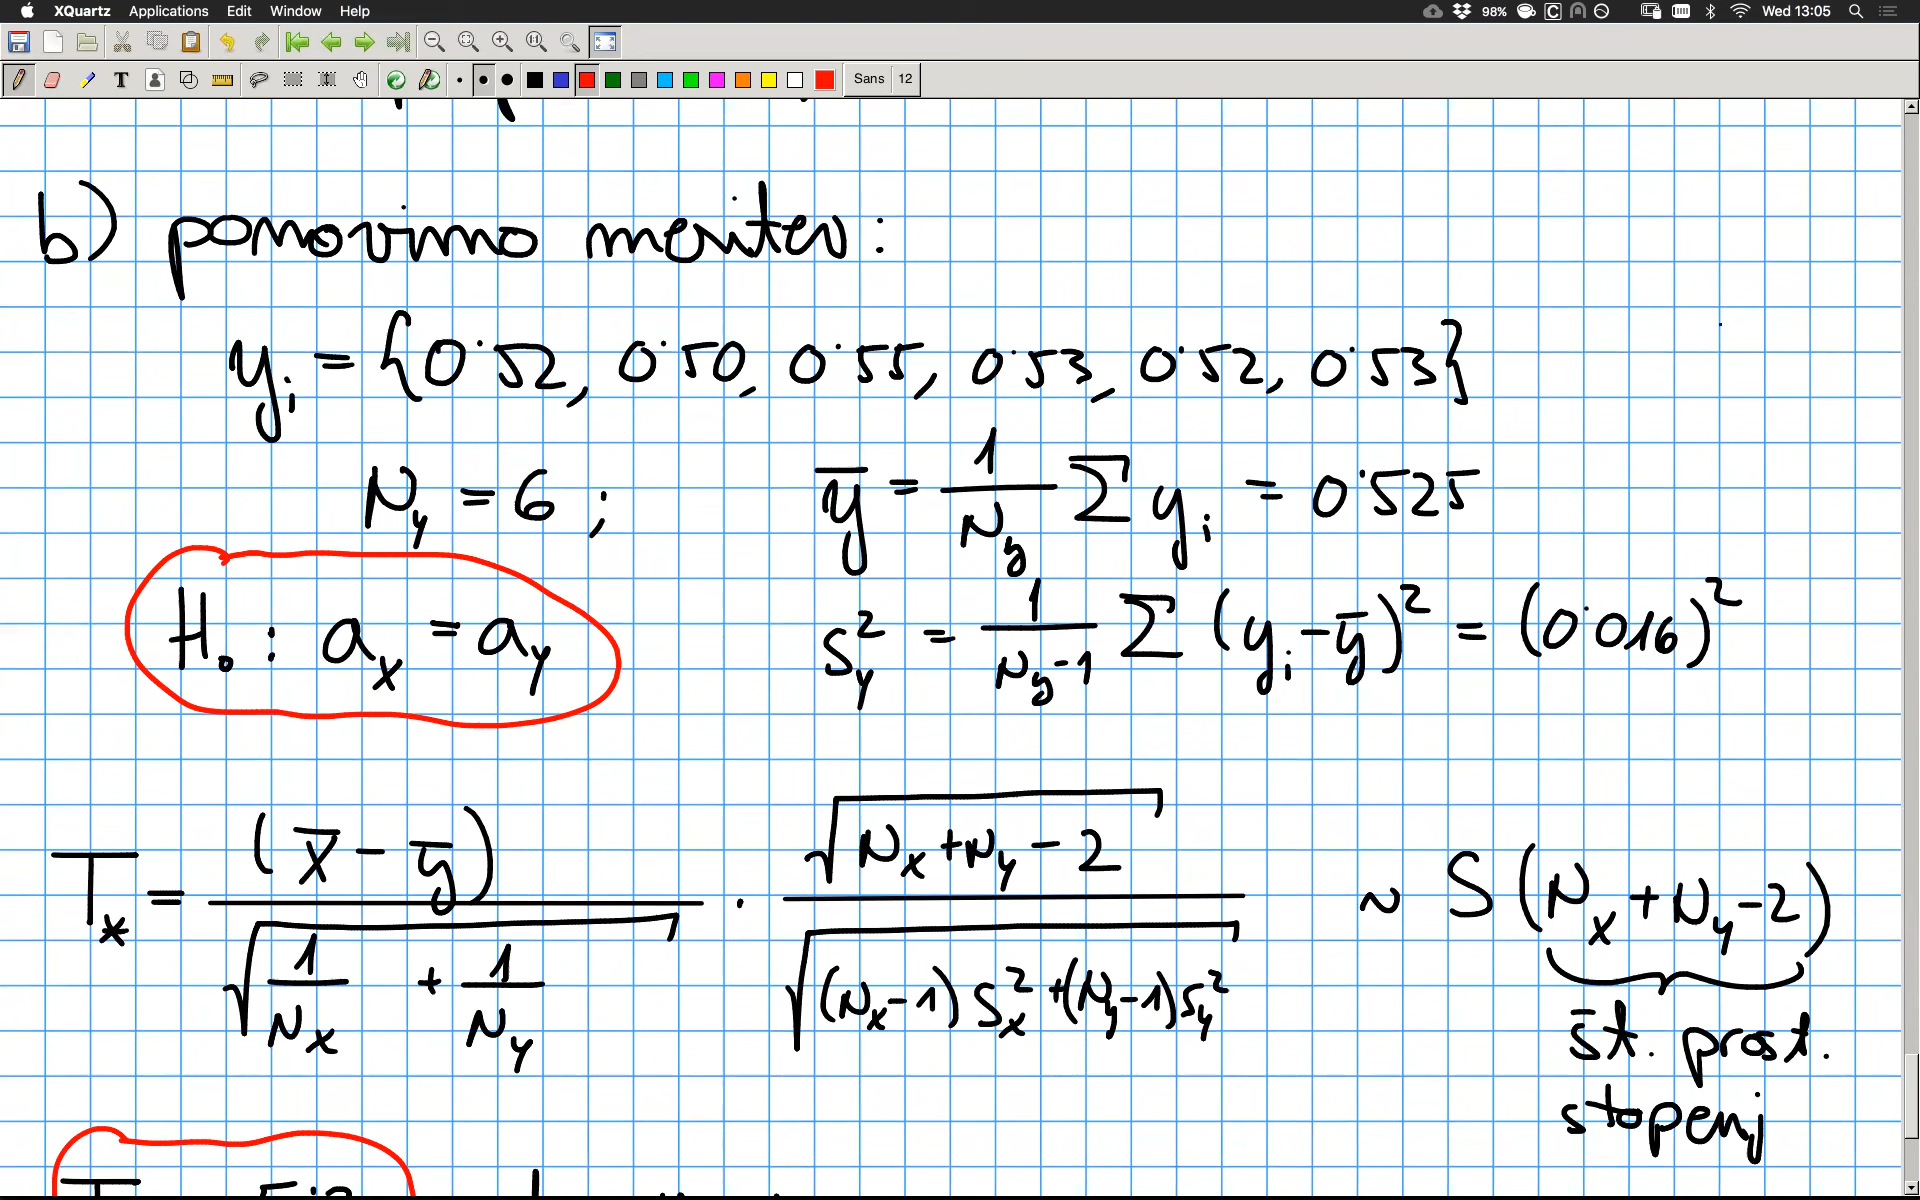 XQuartz Applications Edit Window Help 98% Wed 13:05
Sans 12
b) ponovimo meritev:
y_i = {0.52, 0.50, 0.55, 0.53, 0.52, 0.53}
N_y = 6 ; ȳ = 1/N_y Σ y_i = 0.525
H_0 : a_x = a_y s_y^2 = 1/(N_y-1) Σ (y_i - ȳ)^2 = (0.016)^2
T_* = (x̄ - ȳ)/√(1/N_x + 1/N_y) · √(N_x + N_y - 2)/√((N_x-1) s_x^2 + (N_y-1) s_y^2) ~ S(N_x + N_y - 2)
št. prost.
stopenj